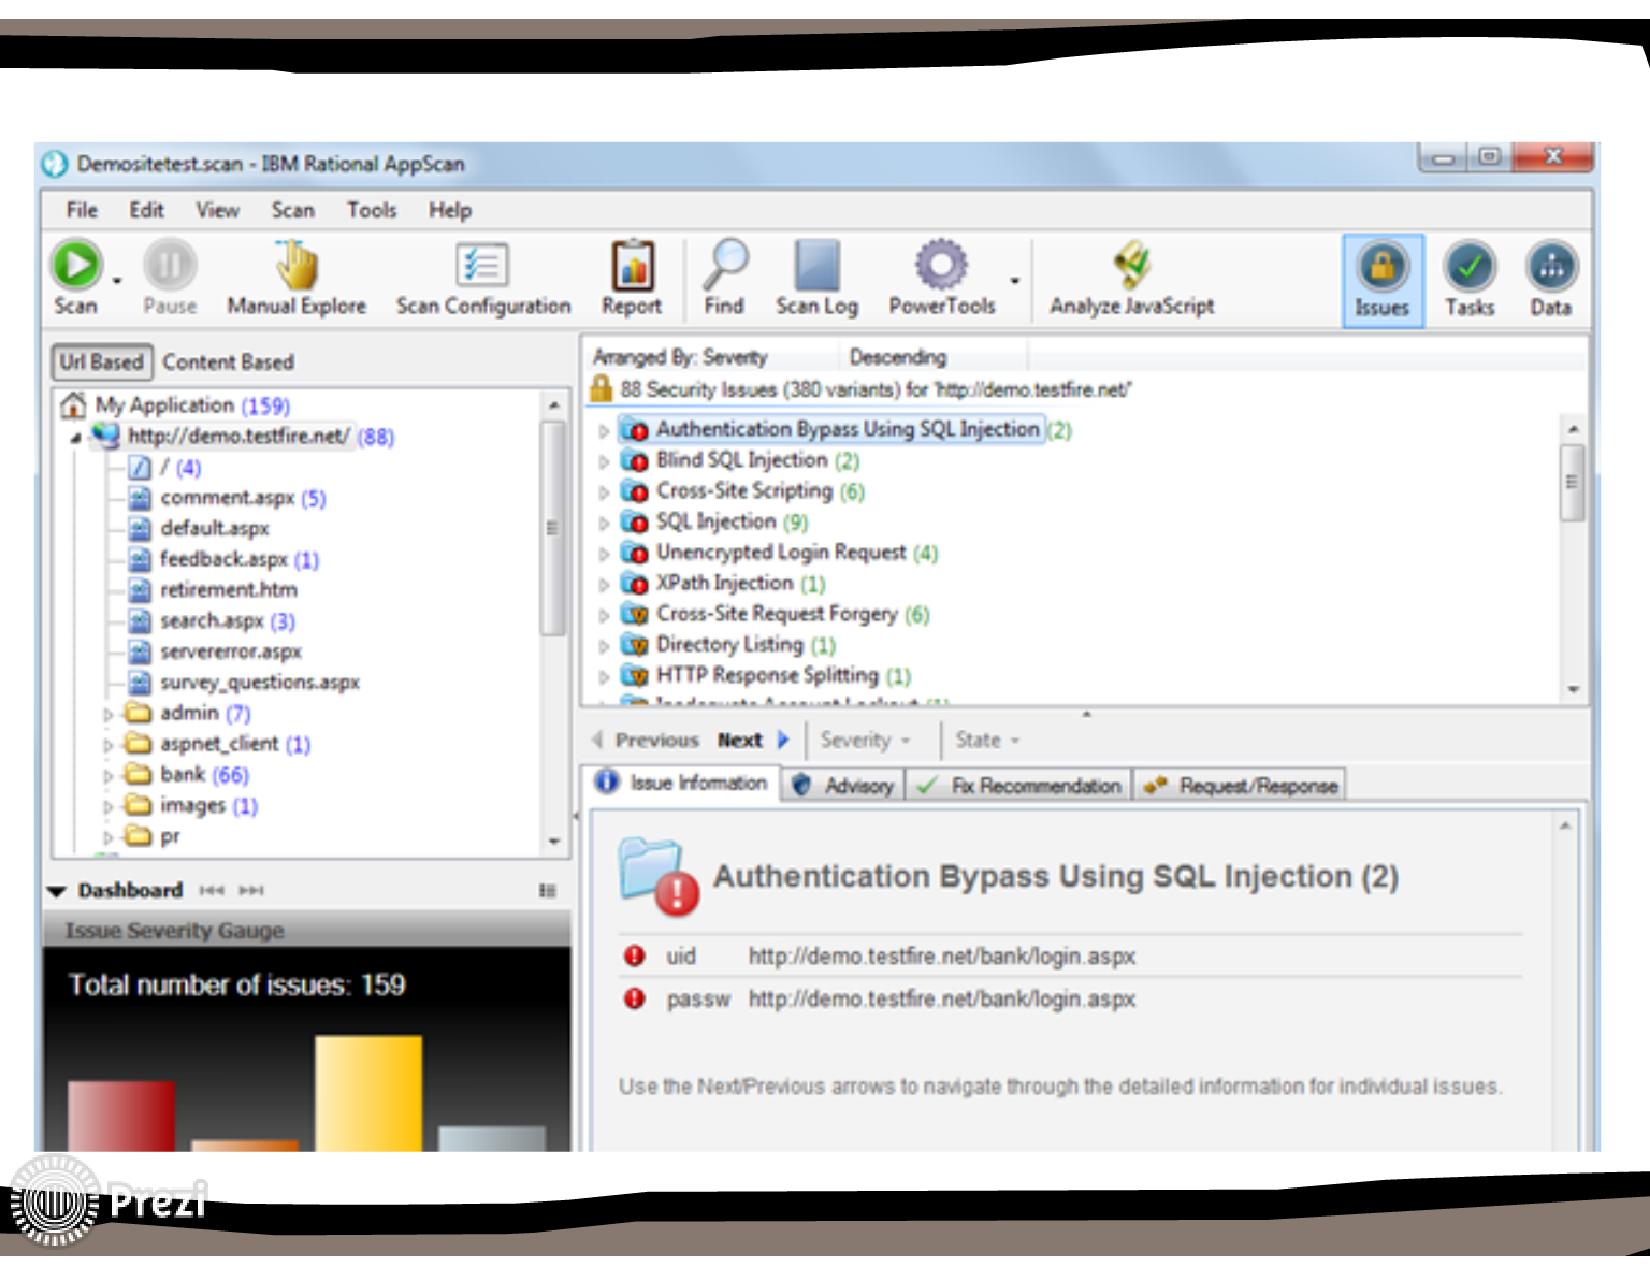 Demositetest.scan - IBM Rational AppScan
File Edit View Scan Tools Help
Scan Pause Manual Explore Scan Configuration Report Find Scan Log PowerTools Analyze JavaScript Issues Tasks Data
Url Based Content Based
My Application (159)
http://demo.testfire.net/ (88)
/ (4)
comment.aspx (5)
default.aspx
feedback.aspx (1)
retirement.htm
search.aspx (3)
servererror.aspx
survey_questions.aspx
admin (7)
aspnet_client (1)
bank (66)
images (1)
pr
Dashboard
Issue Severity Gauge
Total number of issues: 159
Arranged By: Severity Descending
88 Security Issues (380 variants) for 'http://demo.testfire.net/'
Authentication Bypass Using SQL Injection (2)
Blind SQL Injection (2)
Cross-Site Scripting (6)
SQL Injection (9)
Unencrypted Login Request (4)
XPath Injection (1)
Cross-Site Request Forgery (6)
Directory Listing (1)
HTTP Response Splitting (1)
Inadequate Account Lockout (1)
Previous Next Severity State
Issue Information Advisory Fix Recommendation Request/Response
Authentication Bypass Using SQL Injection (2)
uid http://demo.testfire.net/bank/login.aspx
passw http://demo.testfire.net/bank/login.aspx
Use the Next/Previous arrows to navigate through the detailed information for individual issues.
Prezi